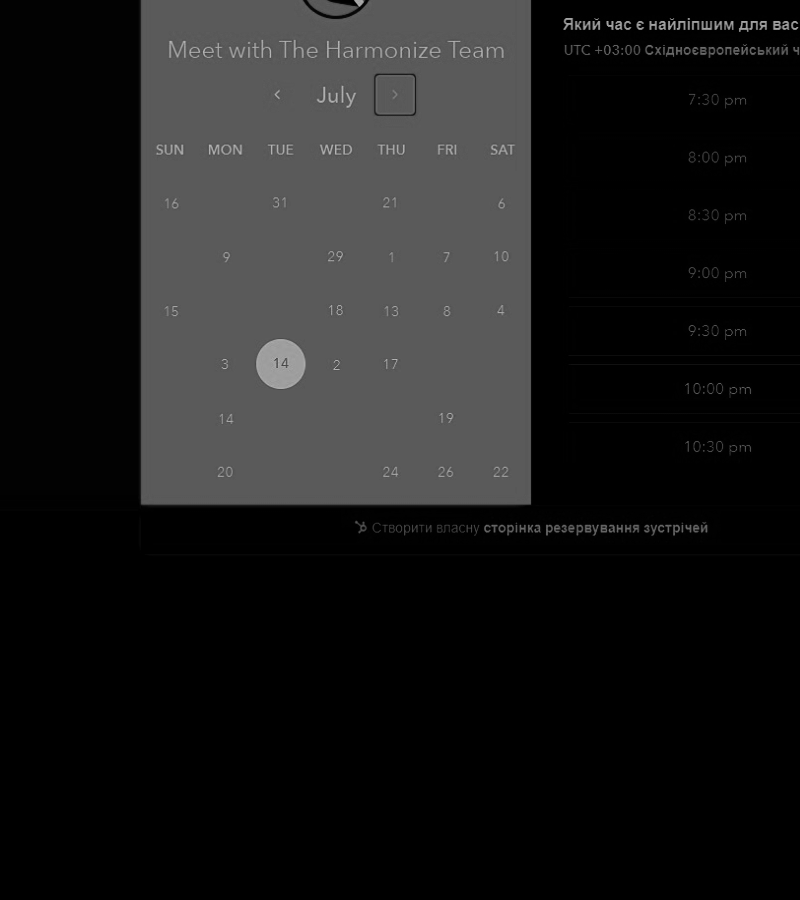 Meet with The Harmonize Team
July
SUN MON TUE WED THU FRI SAT
16 31 21 6
9 29 1 7 10
15 18 13 8 4
3 14 2 17
14 19
20 24 26 22
Який час є найліпшим для вас
UTC +03:00 Східноєвропейський ч
7:30 pm
8:00 pm
8:30 pm
9:00 pm
9:30 pm
10:00 pm
10:30 pm
Створити власну сторінка резервування зустрічей